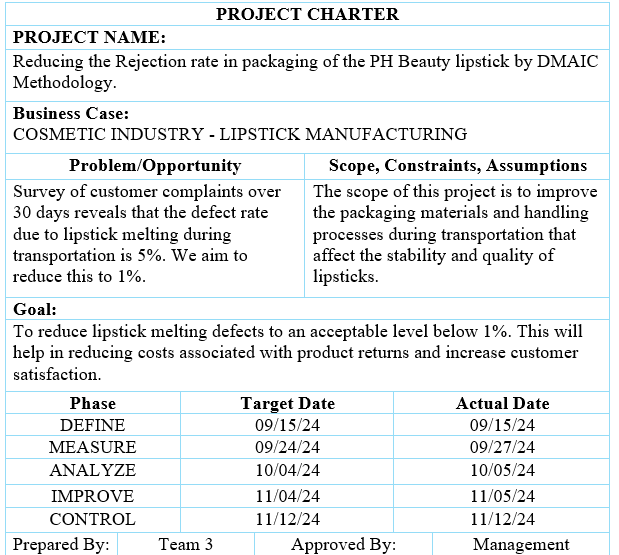 PROJECT CHARTER
PROJECT NAME:
Reducing the Rejection rate in packaging of the PH Beauty lipstick by DMAIC
Methodology.
Business Case:
COSMETIC INDUSTRY - LIPSTICK MANUFACTURING
Problem/Opportunity
Survey of customer complaints over
30 days reveals that the defect rate
due to lipstick melting during
transportation is 5%. We aim to
reduce this to 1%.
Scope, Constraints, Assumptions
The scope of this project is to improve
the packaging materials and handling
processes during transportation that
affect the stability and quality of
lipsticks.
Goal:
To reduce lipstick melting defects to an acceptable level below 1%. This will
help in reducing costs associated with product returns and increase customer
satisfaction.
Phase Target Date Actual Date
DEFINE 09/15/24 09/15/24
MEASURE 09/24/24 09/27/24
ANALYZE 10/04/24 10/05/24
IMPROVE 11/04/24 11/05/24
CONTROL 11/12/24 11/12/24
Prepared By: Team 3 Approved By: Management